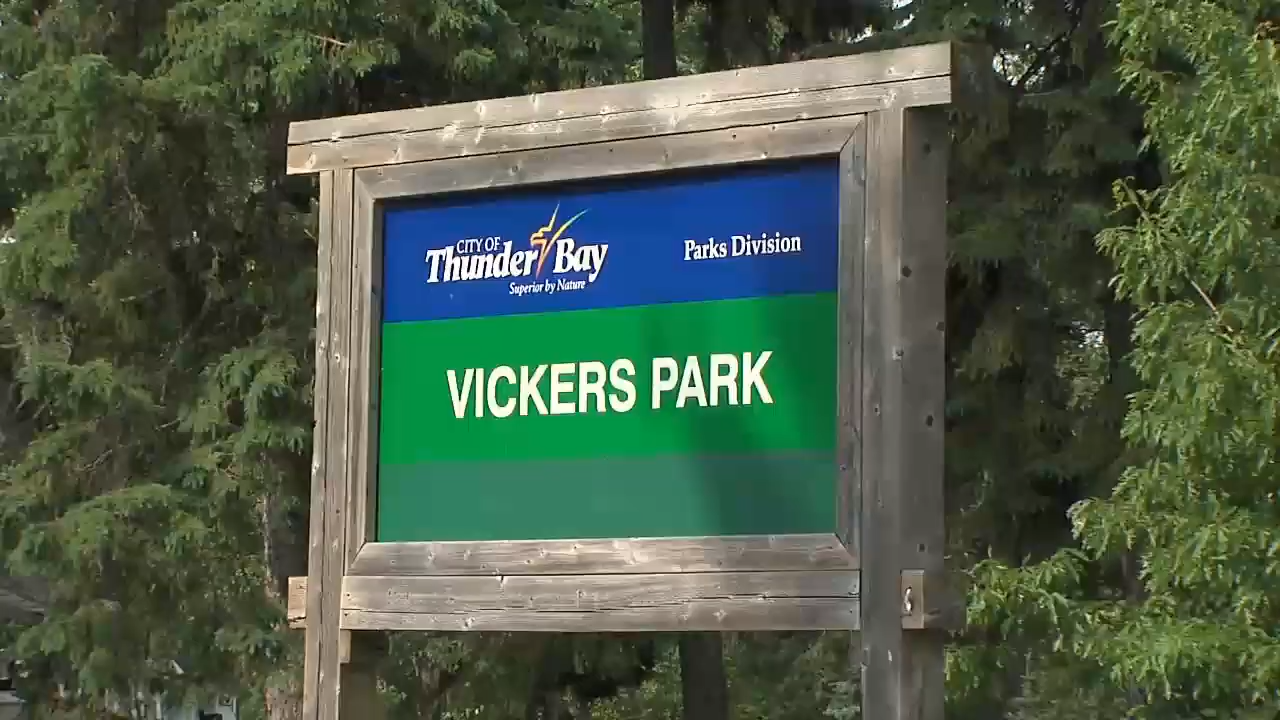 CITY OF
Thunder Bay
Superior by Nature
Parks Division
VICKERS PARK